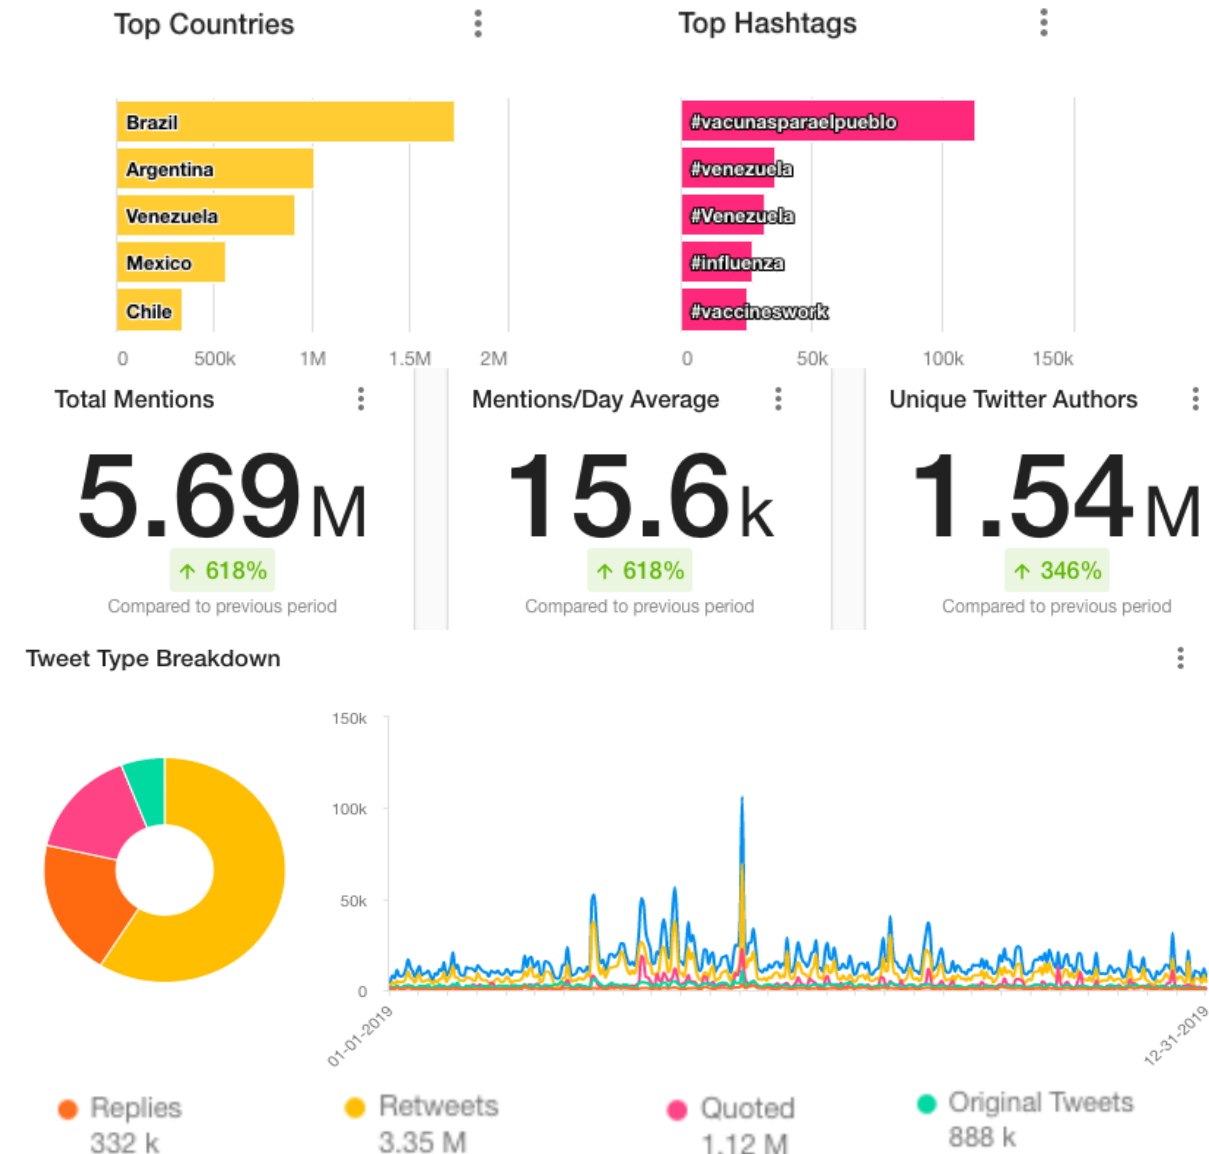 Top Countries
Top Hashtags
Brazil
Argentina
Venezuela
Mexico
Chile
0 500k 1M 1.5M 2M
#vacunasparaelpueblo
#venezuela
#Venezuela
#influenza
#vaccineswork
0 50k 100k 150k
Total Mentions
5.69 M
↑ 618%
Compared to previous period
Mentions/Day Average
15.6 k
↑ 618%
Compared to previous period
Unique Twitter Authors
1.54 M
↑ 346%
Compared to previous period
Tweet Type Breakdown
150k
100k
50k
0
01-01-2019
12-31-2019
Replies
332 k
Retweets
3.35 M
Quoted
1.12 M
Original Tweets
888 k